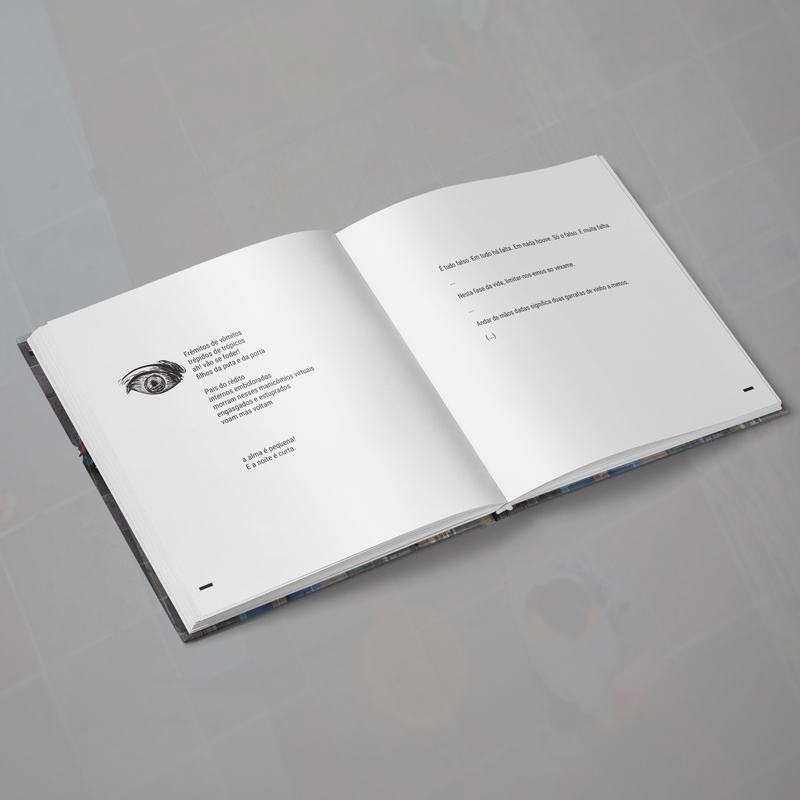 Frêmitos de vômitos
trépidos de trópicos
ah! vão se foder!
filhos da puta e da porra
Pais do rédito
internos embolorados
morram nesses manicômios virtuais
engasgados e estuprados
voam mas voltam
a alma é pequena!
E a noite é curta.
É tudo falso. Em tudo há falta. Em nada houve. Só o falso. E muita falha.
...
Nesta fase da vida, limitar-nos-emos ao vexame.
...
Andar de mãos dadas significa duas garrafas de vinho a menos.
(...)